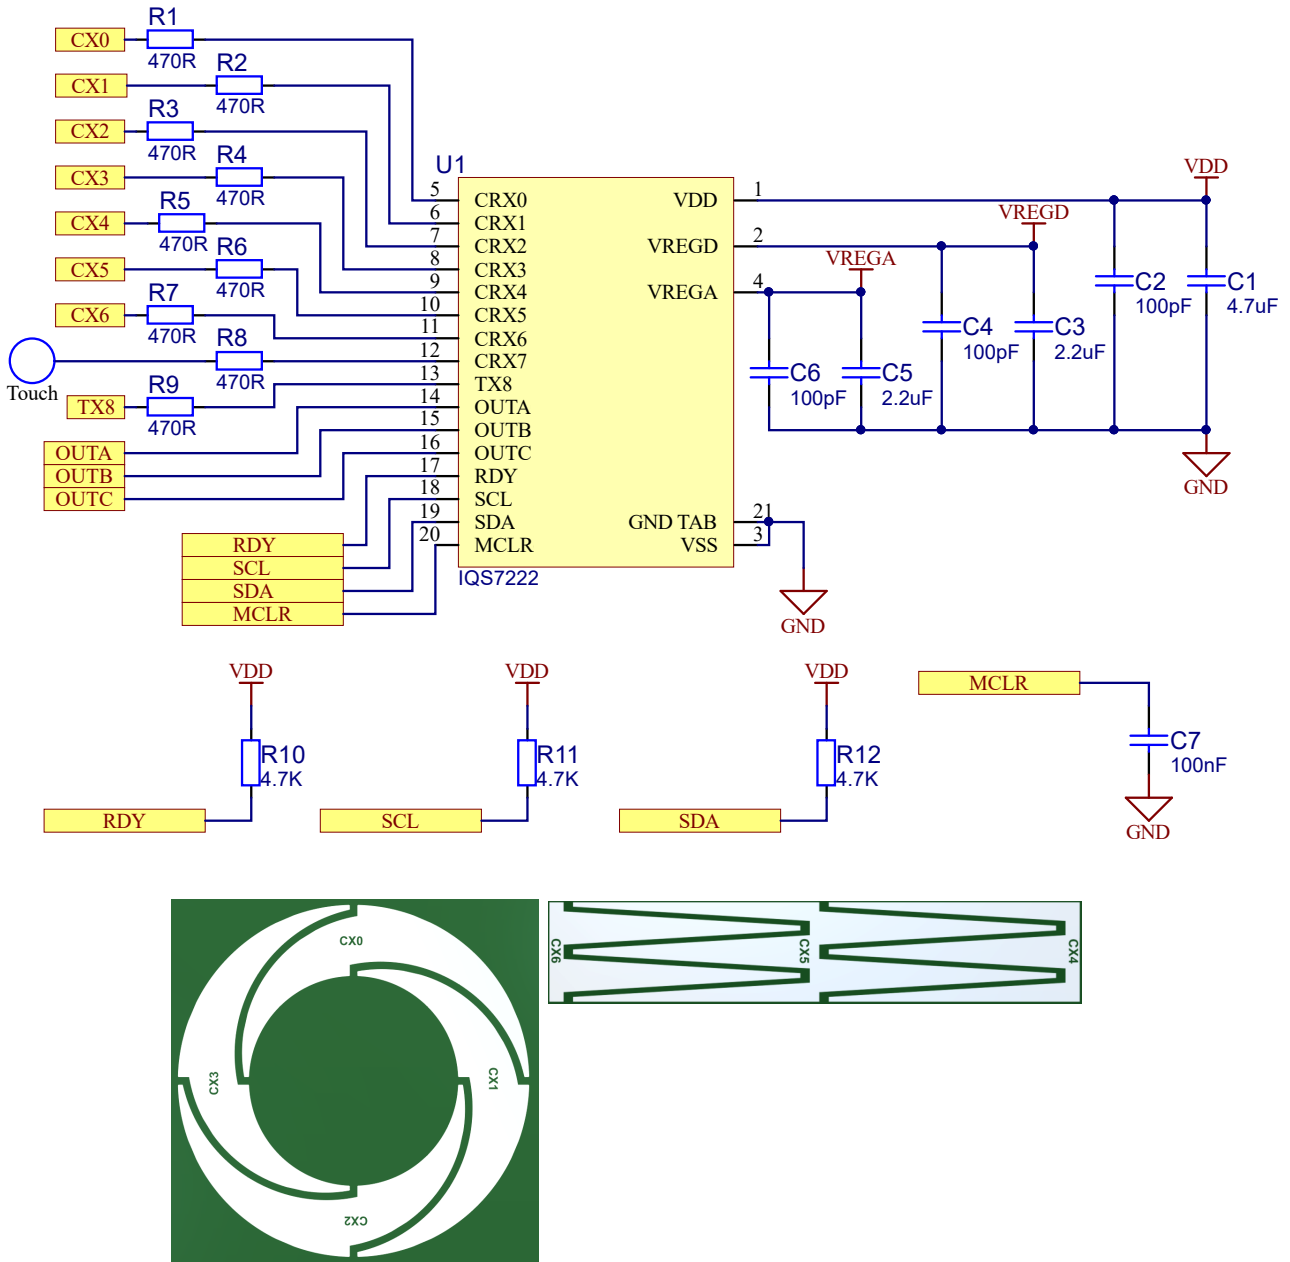 CX0
R1
470R
CX1
R2
470R
CX2
R3
470R
CX3
R4
470R
CX4
R5
470R
CX5
R6
470R
CX6
R7
470R
Touch
R8
470R
TX8
R9
470R
OUTA
OUTB
OUTC
RDY
SCL
SDA
MCLR
U1
5 CRX0
6 CRX1
7 CRX2
8 CRX3
9 CRX4
10 CRX5
11 CRX6
12 CRX7
13 TX8
14 OUTA
15 OUTB
16 OUTC
17 RDY
18 SCL
19 SDA
20 MCLR
VDD 1
VREGD 2
VREGA 4
GND TAB 21
VSS 3
IQS7222
VDD
VREGD
VREGA
C2
100pF
C1
4.7uF
C4
100pF
C3
2.2uF
C6
100pF
C5
2.2uF
GND
GND
VDD
R10
4.7K
RDY
VDD
R11
4.7K
SCL
VDD
R12
4.7K
SDA
MCLR
C7
100nF
GND
CX0
CX1
CX2
CX3
CX6
CX5
CX4